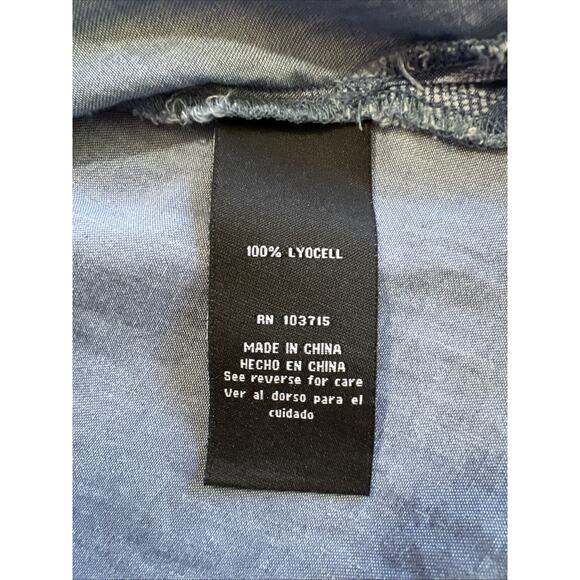 100% LYOCELL
RN 103715
MADE IN CHINA
HECHO EN CHINA
See reverse for care
Ver al dorso para el
cuidado